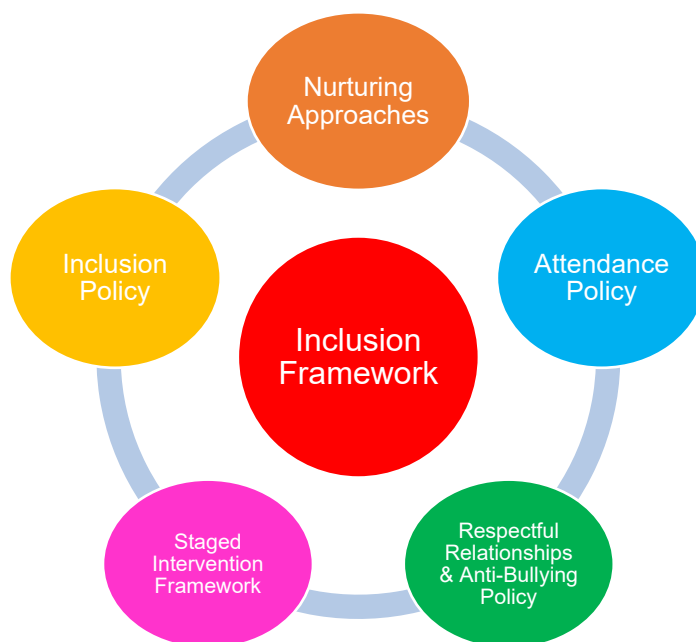 Nurturing
Approaches
Inclusion
Policy
Attendance
Policy
Inclusion
Framework
Staged
Intervention
Framework
Respectful
Relationships
& Anti-Bullying
Policy